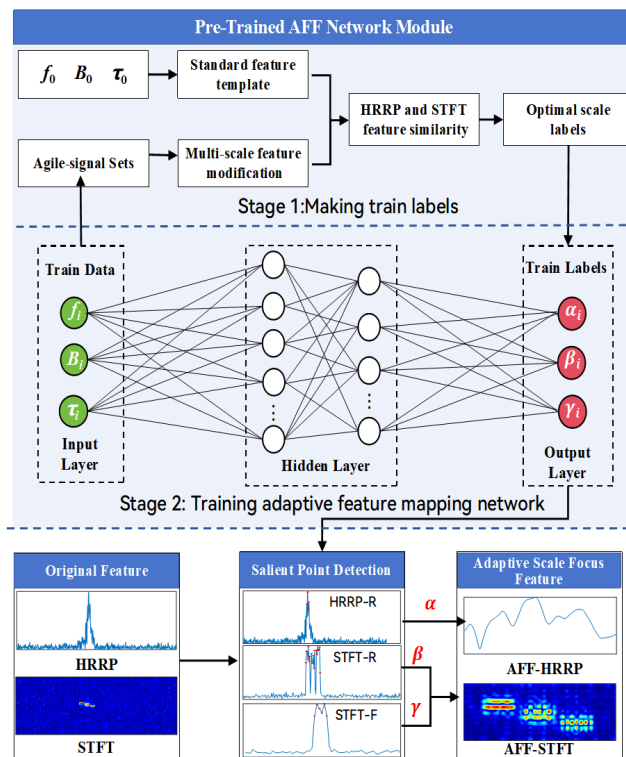 Pre-Trained AFF Network Module
f₀ B₀ τ₀
Standard feature
template
HRRP and STFT
feature similarity
Optimal scale
labels
Agile-signal Sets
Multi-scale feature
modification
Stage 1:Making train labels
Train Data
Train Labels
fᵢ
Bᵢ
τᵢ
αᵢ
βᵢ
γᵢ
Input
Layer
Hidden Layer
Output
Layer
Stage 2: Training adaptive feature mapping network
Original Feature
HRRP
STFT
Salient Point Detection
HRRP-R
STFT-R
STFT-F
α
β
γ
Adaptive Scale Focus
Feature
AFF-HRRP
AFF-STFT